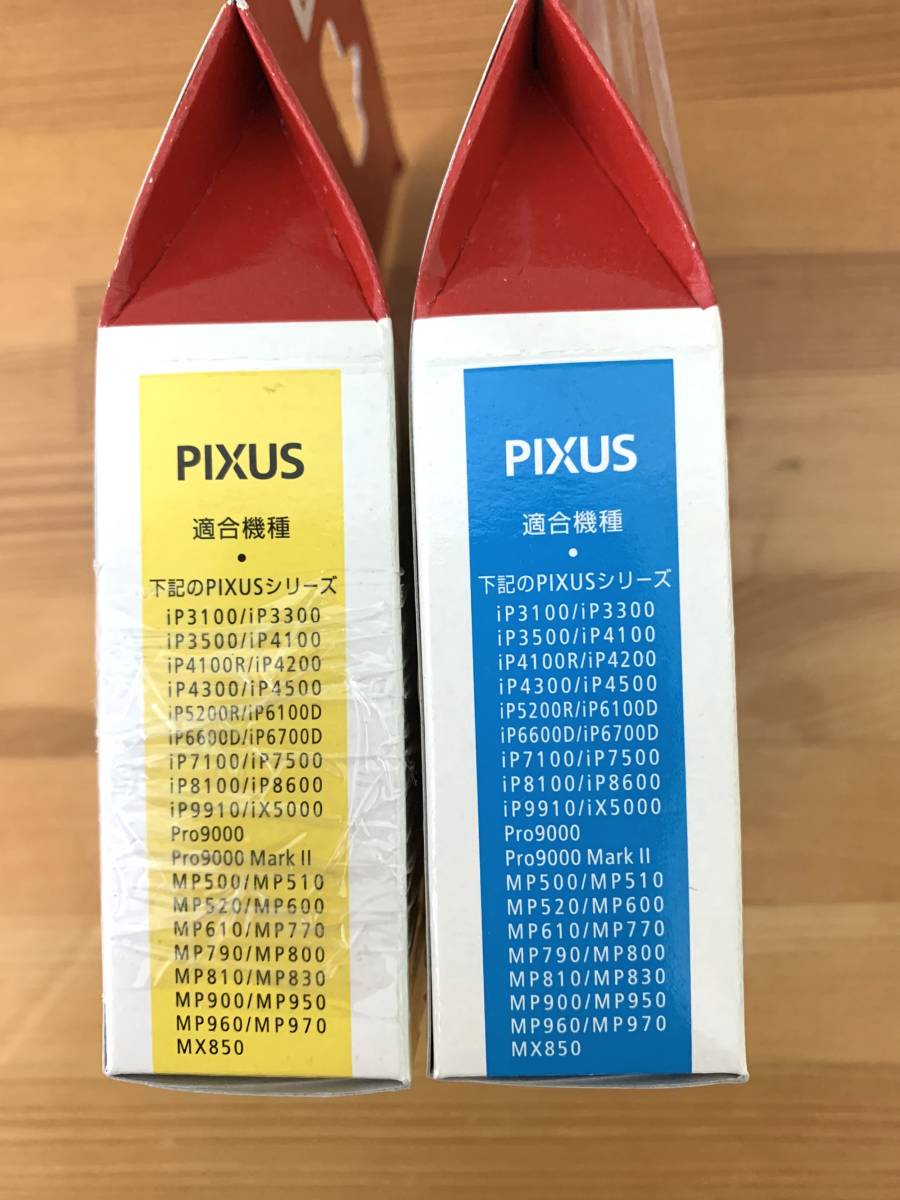 PIXUS
適合機種
●
下記のPIXUSシリーズ
iP3100/iP3300
iP3500/iP4100
iP4100R/iP4200
iP4300/iP4500
iP5200R/iP6100D
iP6600D/iP6700D
iP7100/iP7500
iP8100/iP8600
iP9910/iX5000
Pro9000
Pro9000 Mark II
MP500/MP510
MP520/MP600
MP610/MP770
MP790/MP800
MP810/MP830
MP900/MP950
MP960/MP970
MX850
PIXUS
適合機種
●
下記のPIXUSシリーズ
iP3100/iP3300
iP3500/iP4100
iP4100R/iP4200
iP4300/iP4500
iP5200R/iP6100D
iP6600D/iP6700D
iP7100/iP7500
iP8100/iP8600
iP9910/iX5000
Pro9000
Pro9000 Mark II
MP500/MP510
MP520/MP600
MP610/MP770
MP790/MP800
MP810/MP830
MP900/MP950
MP960/MP970
MX850